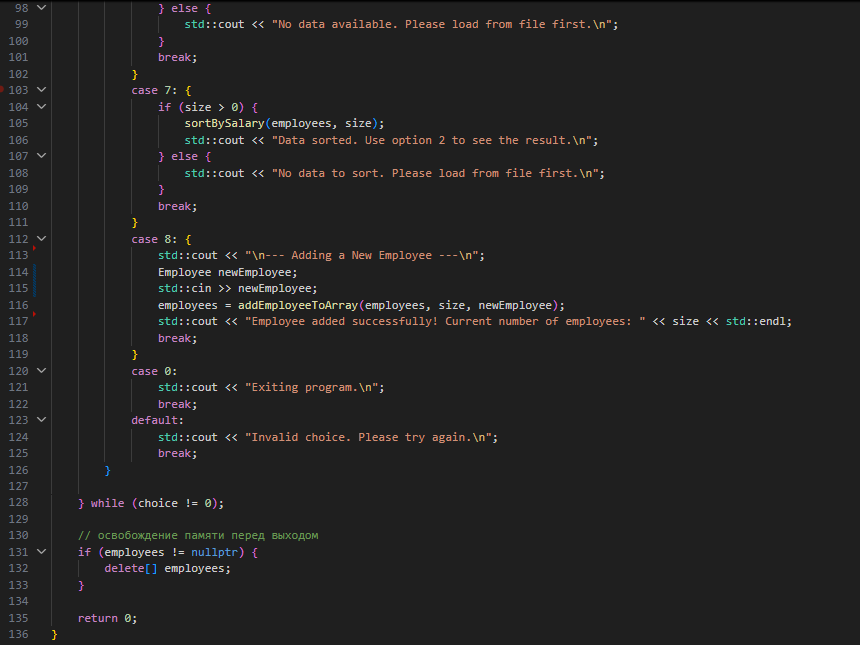 98 } else {
99 std::cout << "No data available. Please load from file first.\n";
100 }
101 break;
102 }
103 case 7: {
104 if (size > 0) {
105 sortBySalary(employees, size);
106 std::cout << "Data sorted. Use option 2 to see the result.\n";
107 } else {
108 std::cout << "No data to sort. Please load from file first.\n";
109 }
110 break;
111 }
112 case 8: {
113 std::cout << "\n--- Adding a New Employee ---\n";
114 Employee newEmployee;
115 std::cin >> newEmployee;
116 employees = addEmployeeToArray(employees, size, newEmployee);
117 std::cout << "Employee added successfully! Current number of employees: " << size << std::endl;
118 break;
119 }
120 case 0:
121 std::cout << "Exiting program.\n";
122 break;
123 default:
124 std::cout << "Invalid choice. Please try again.\n";
125 break;
126 }
127
128 } while (choice != 0);
129
130 // освобождение памяти перед выходом
131 if (employees != nullptr) {
132 delete[] employees;
133 }
134
135 return 0;
136 }